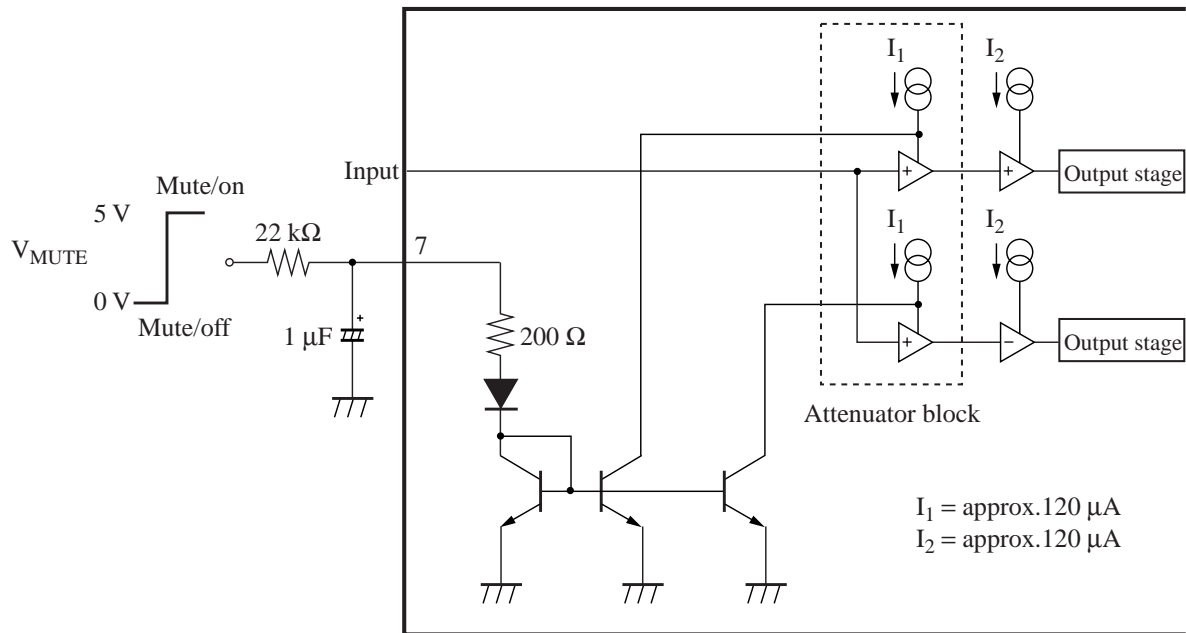 I₁
I₂
Input
+
+
Output stage
Mute/on
5 V
22 kΩ
7
V_MUTE
0 V
Mute/off
+
1 μF
200 Ω
I₁
I₂
+
−
Output stage
Attenuator block
I₁ = approx.120 μA
I₂ = approx.120 μA